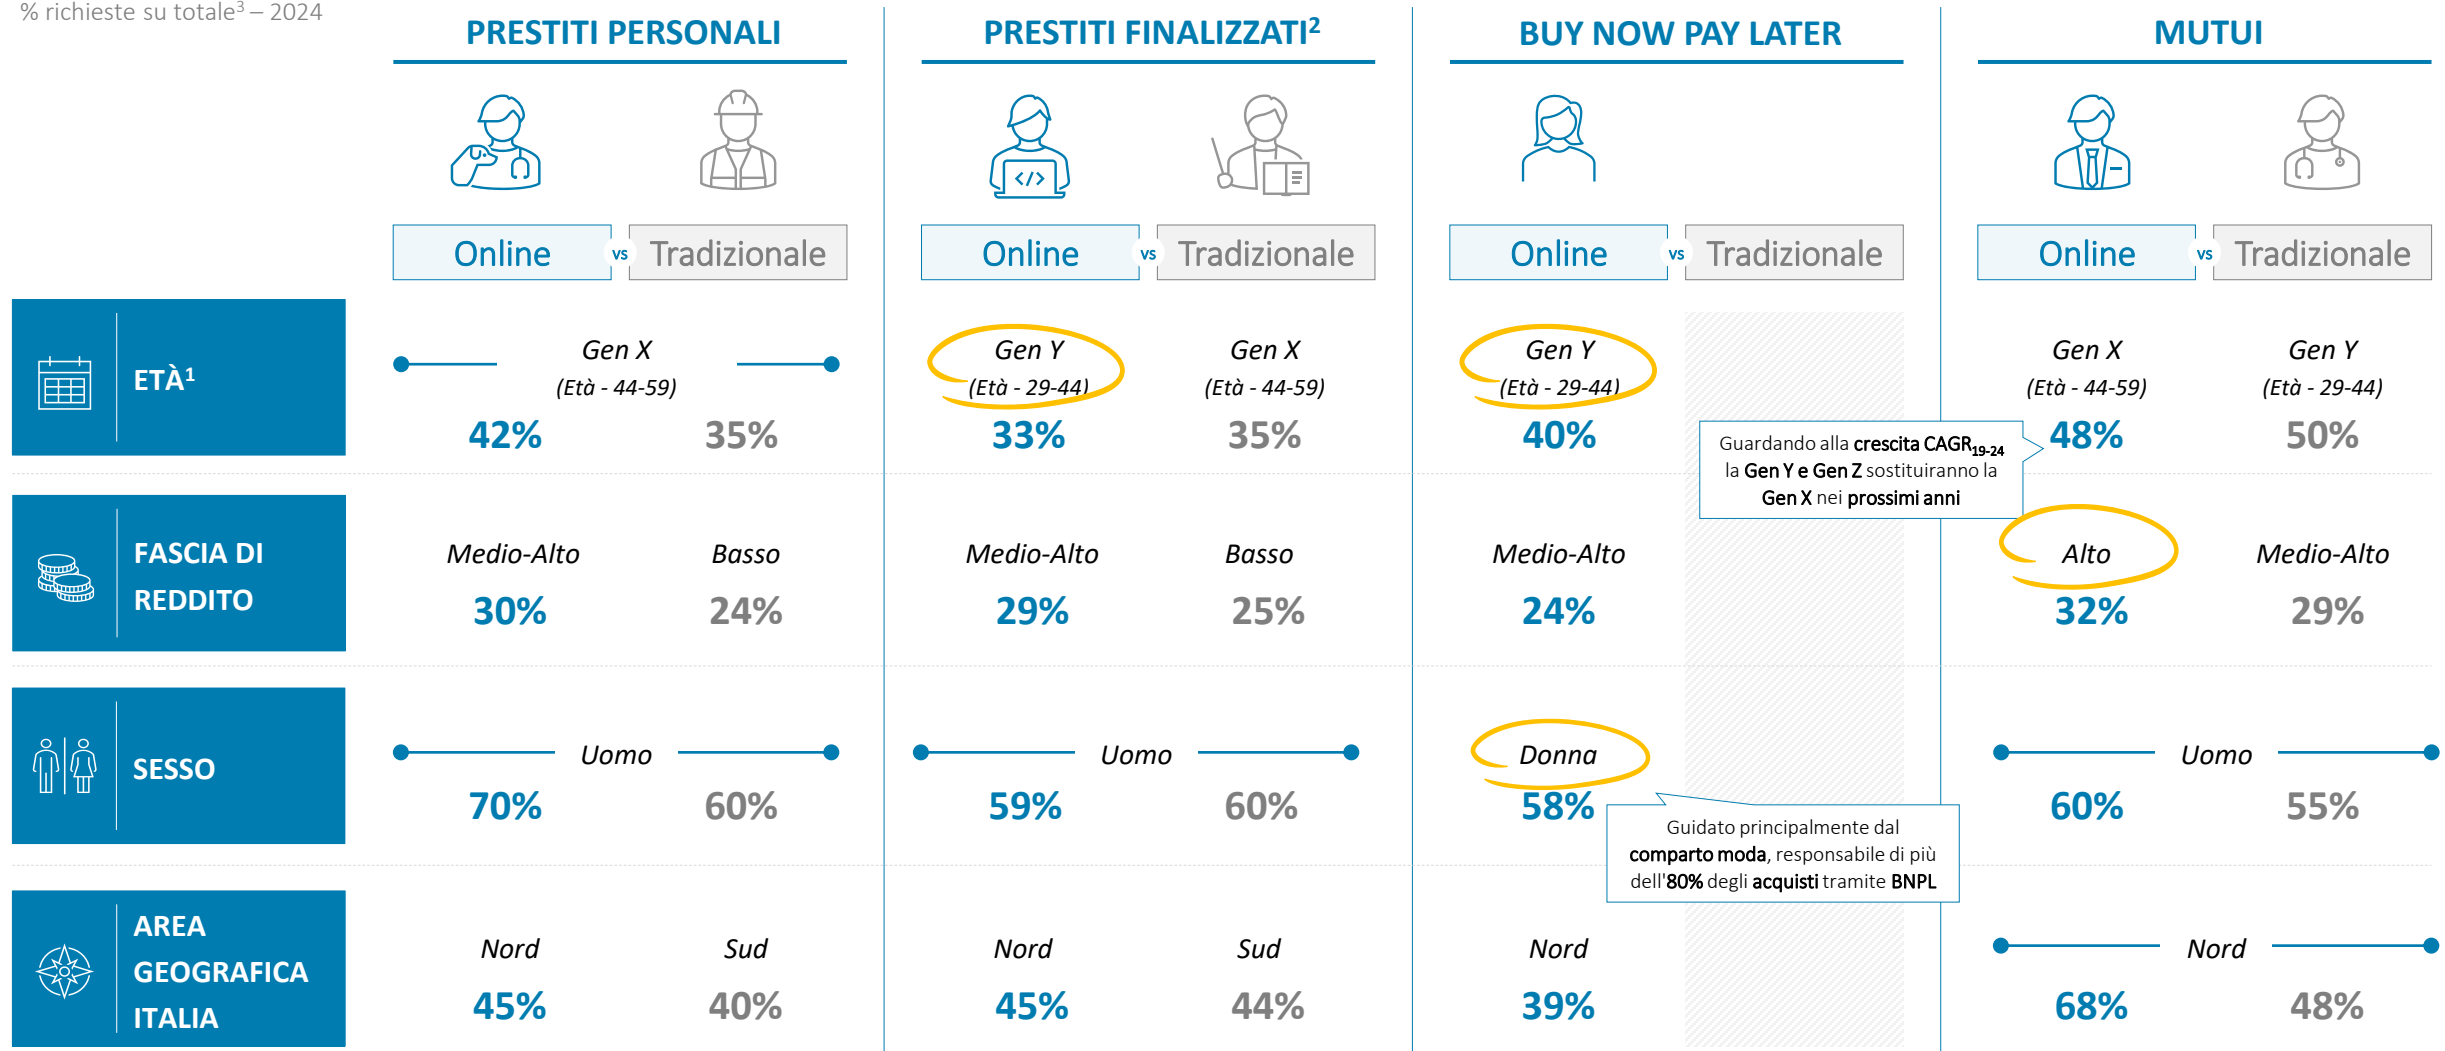 % richieste su totale³ – 2024
PRESTITI PERSONALI
PRESTITI FINALIZZATI²
BUY NOW PAY LATER
MUTUI
</>
Online vs Tradizionale
Online vs Tradizionale
Online vs Tradizionale
Online vs Tradizionale
ETÀ¹
Gen X
(Età - 44-59)
42% 35%
Gen Y
(Età - 29-44)
33%
Gen X
(Età - 44-59)
35%
Gen Y
(Età - 29-44)
40%
Gen X
(Età - 44-59)
48%
Gen Y
(Età - 29-44)
50%
Guardando alla crescita CAGR19-24
la Gen Y e Gen Z sostituiranno la
Gen X nei prossimi anni
FASCIA DI
REDDITO
Medio-Alto
30%
Basso
24%
Medio-Alto
29%
Basso
25%
Medio-Alto
24%
Alto
32%
Medio-Alto
29%
SESSO
Uomo
70% 60%
Uomo
59% 60%
Donna
58%
Uomo
60% 55%
Guidato principalmente dal
comparto moda, responsabile di più
dell'80% degli acquisti tramite BNPL
AREA
GEOGRAFICA
ITALIA
Nord
45%
Sud
40%
Nord
45%
Sud
44%
Nord
39%
Nord
68% 48%